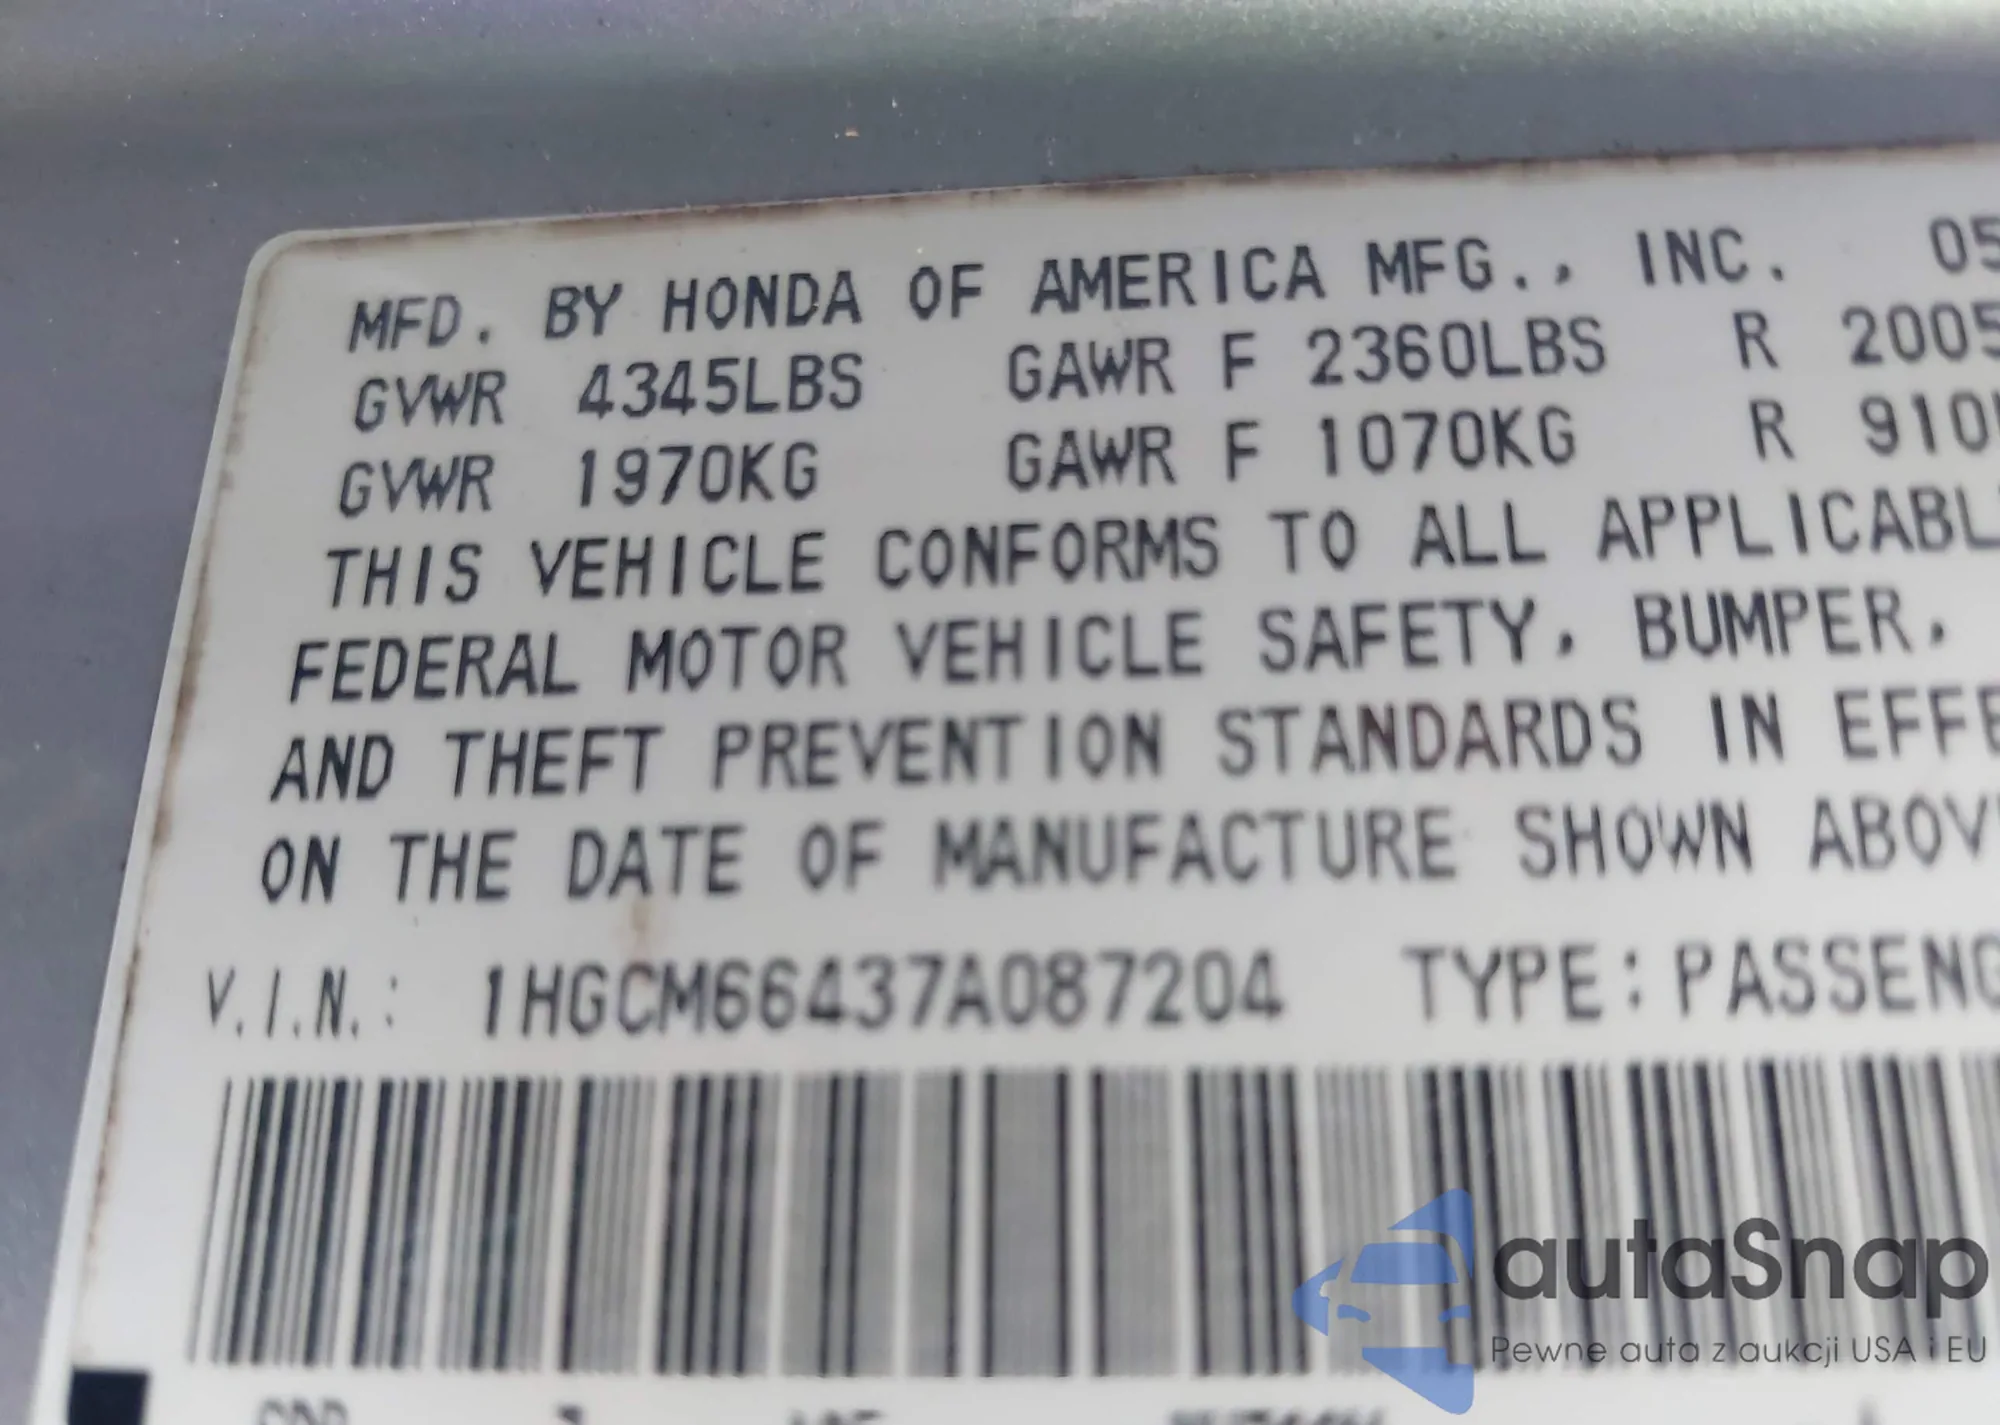 MFD. BY HONDA OF AMERICA MFG., INC. 05
GVWR 4345LBS GAWR F 2360LBS R 2005
GVWR 1970KG GAWR F 1070KG R 910
THIS VEHICLE CONFORMS TO ALL APPLICABL
FEDERAL MOTOR VEHICLE SAFETY, BUMPER,
AND THEFT PREVENTION STANDARDS IN EFFE
ON THE DATE OF MANUFACTURE SHOWN ABOV
V.I.N.: 1HGCM66437A087204 TYPE:PASSENG
autaSnap
Pewne auta z aukcji USA i EU